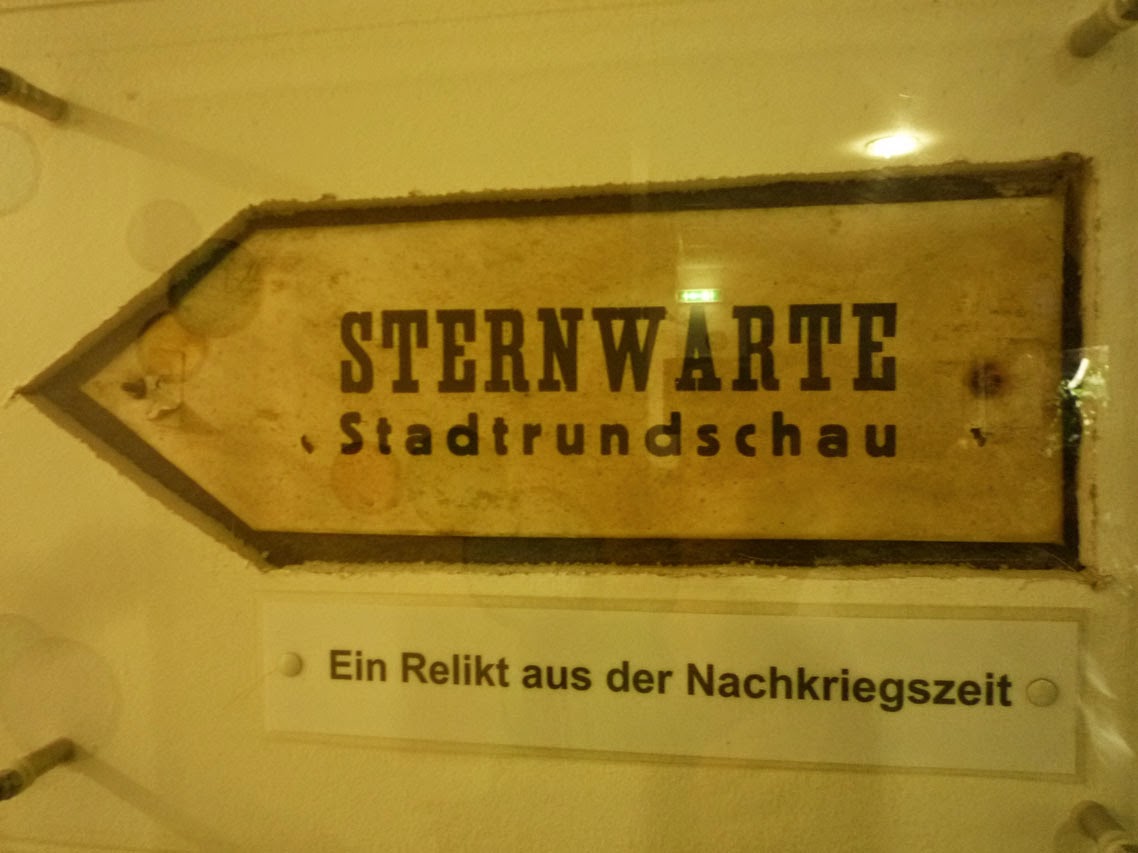 STERNWARTE
Stadtrundschau
Ein Relikt aus der Nachkriegszeit